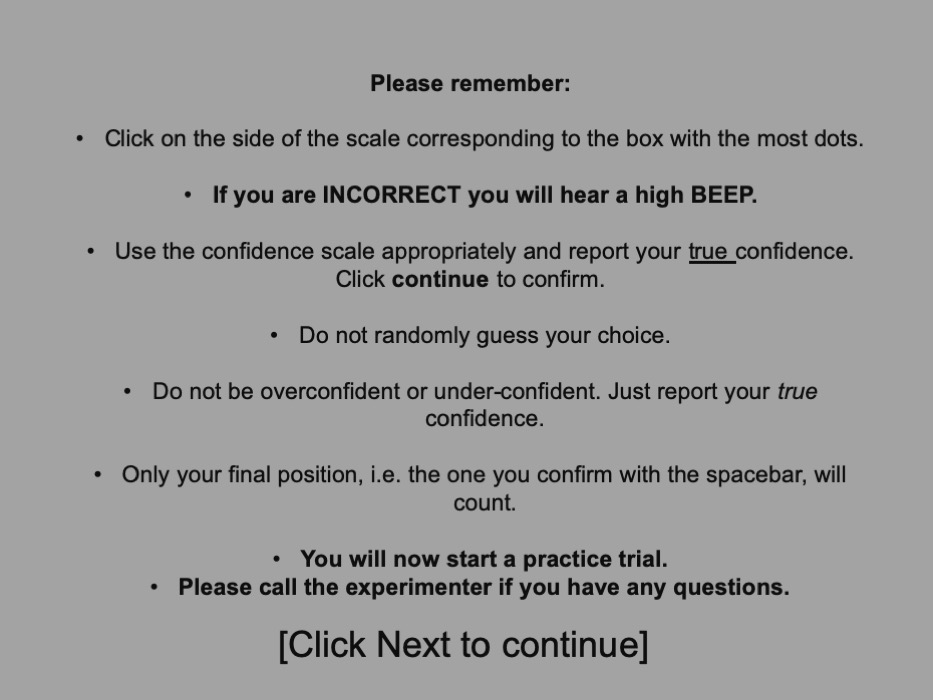 Please remember:
• Click on the side of the scale corresponding to the box with the most dots.
• If you are INCORRECT you will hear a high BEEP.
• Use the confidence scale appropriately and report your true confidence.
Click continue to confirm.
• Do not randomly guess your choice.
• Do not be overconfident or under-confident. Just report your true
confidence.
• Only your final position, i.e. the one you confirm with the spacebar, will
count.
• You will now start a practice trial.
• Please call the experimenter if you have any questions.
[Click Next to continue]